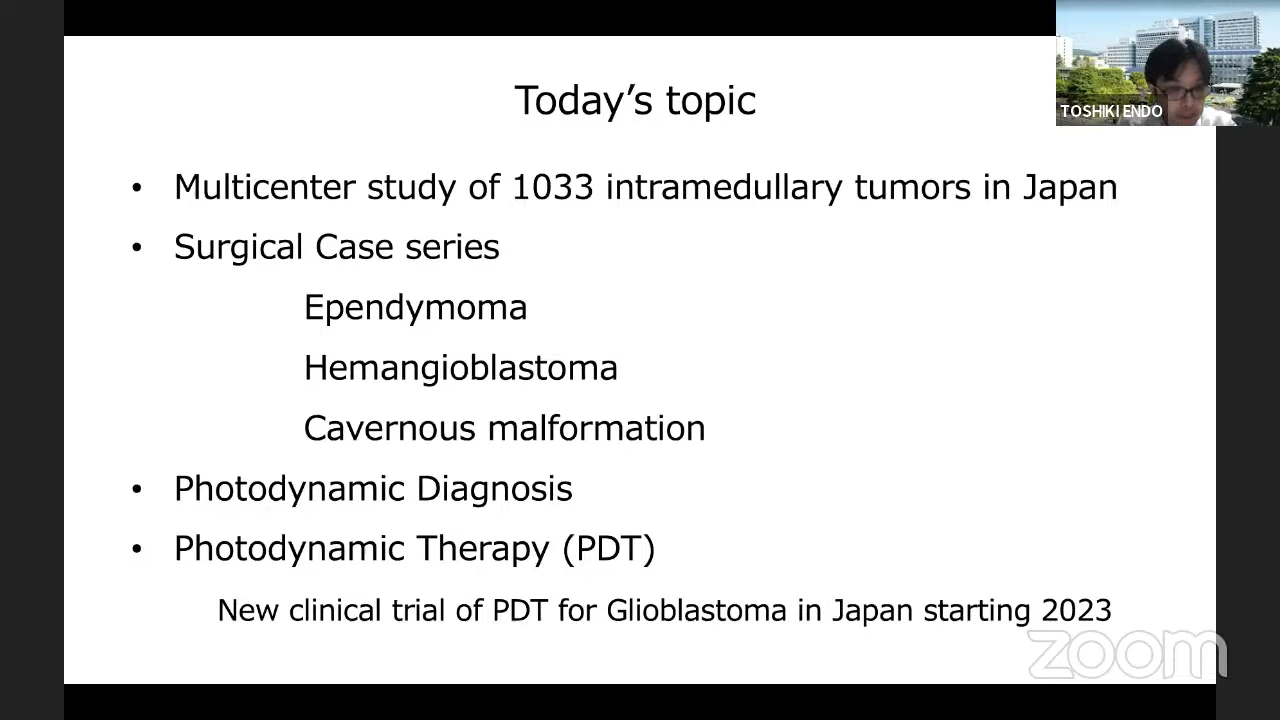 Today’s topic
TOSHIKI ENDO
• Multicenter study of 1033 intramedullary tumors in Japan
• Surgical Case series
Ependymoma
Hemangioblastoma
Cavernous malformation
• Photodynamic Diagnosis
• Photodynamic Therapy (PDT)
New clinical trial of PDT for Glioblastoma in Japan starting 2023
zoom